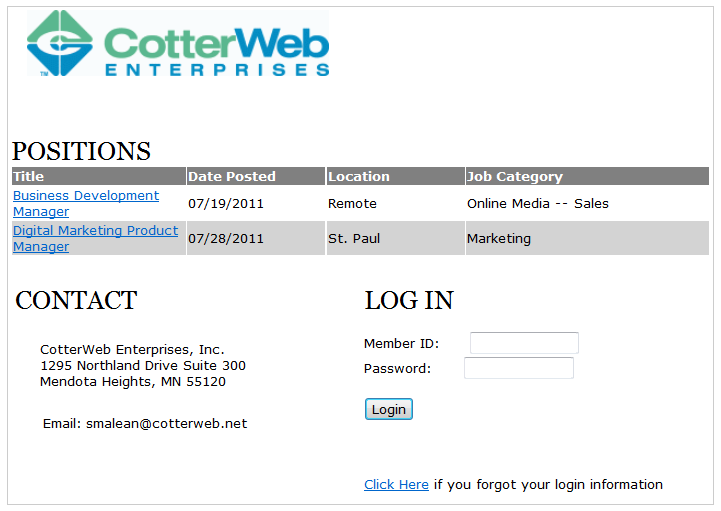 CotterWeb
ENTERPRISES
TM
POSITIONS
Title Date Posted Location Job Category
Business Development
Manager 07/19/2011 Remote Online Media -- Sales
Digital Marketing Product
Manager 07/28/2011 St. Paul Marketing
CONTACT
CotterWeb Enterprises, Inc.
1295 Northland Drive Suite 300
Mendota Heights, MN 55120
Email: smalean@cotterweb.net
LOG IN
Member ID:
Password:
Login
Click Here if you forgot your login information